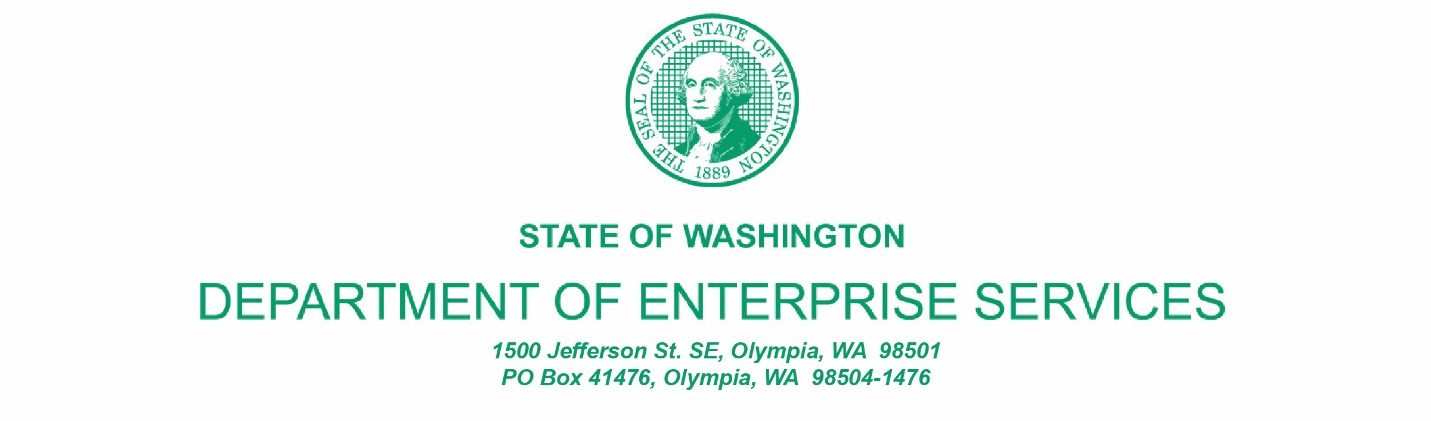 THE SEAL OF THE STATE OF WASHINGTON
1889
STATE OF WASHINGTON
DEPARTMENT OF ENTERPRISE SERVICES
1500 Jefferson St. SE, Olympia, WA  98501
PO Box 41476, Olympia, WA  98504-1476